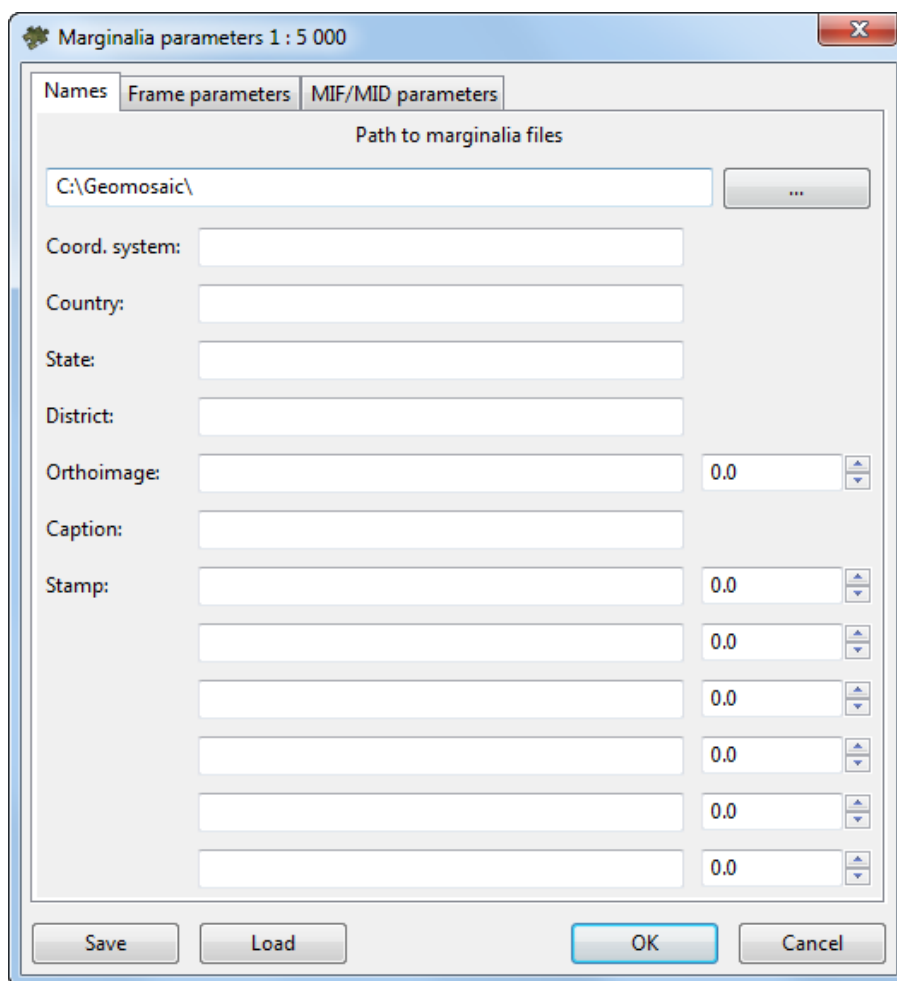 Marginalia parameters 1 : 5 000
Names Frame parameters MIF/MID parameters
Path to marginalia files
C:\Geomosaic\ ...
Coord. system:
Country:
State:
District:
Orthoimage: 0.0
Caption:
Stamp: 0.0
0.0
0.0
0.0
0.0
0.0
Save Load OK Cancel